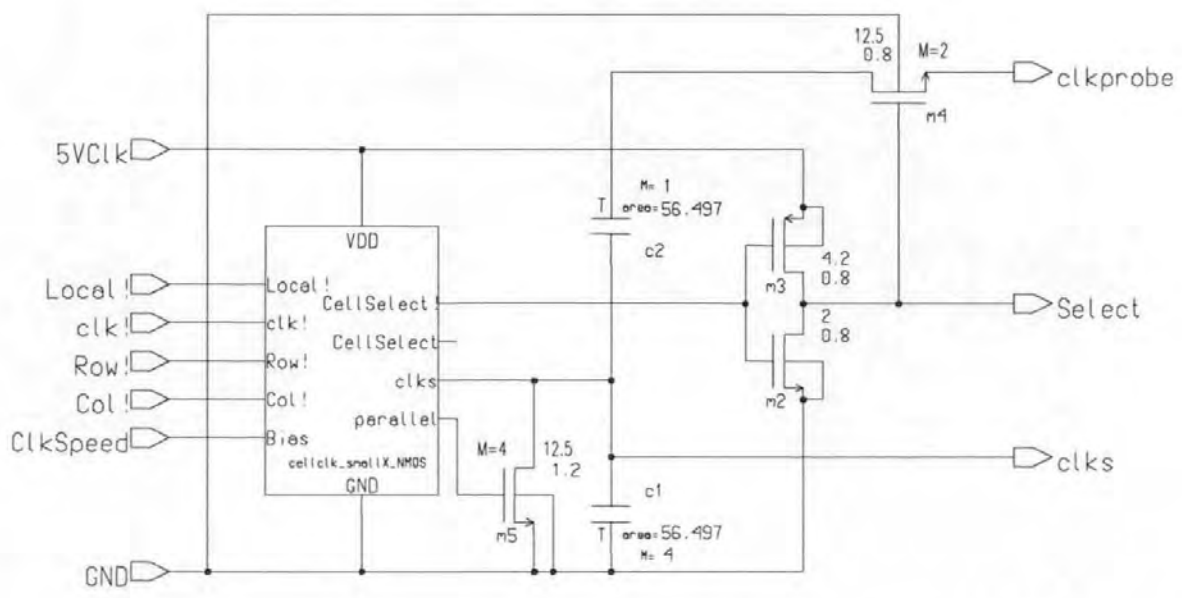 12.5
0.8
M=2
clkprobe
m4
5VClk
M= 1
T area=56.497
c2
VDD
4.2
0.8
m3
Local!
Local!
CellSelect!
Select
clk!
clk!
2
0.8
CellSelect
Row!
Row!
clks
m2
Col!
Col!
parallel
ClkSpeed
Bias
M=4
12.5
1.2
clks
cellclk_smallX_NMOS
GND
c1
m5
T area=56.497
M= 4
GND